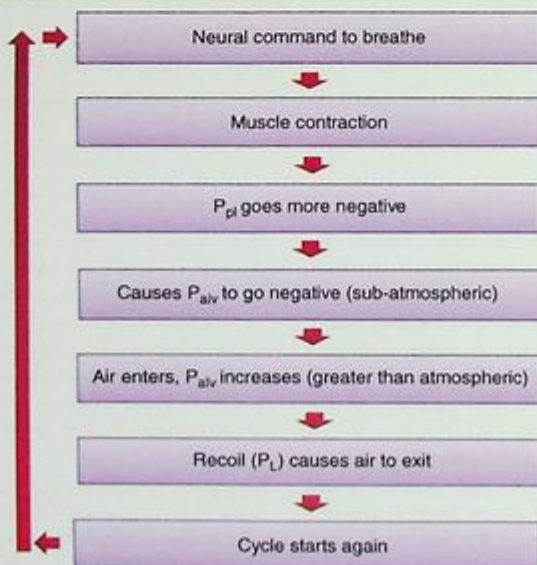 Neural command to breathe
Muscle contraction
Ppl goes more negative
Causes Palv to go negative (sub-atmospheric)
Air enters, Palv increases (greater than atmospheric)
Recoil (PL) causes air to exit
Cycle starts again